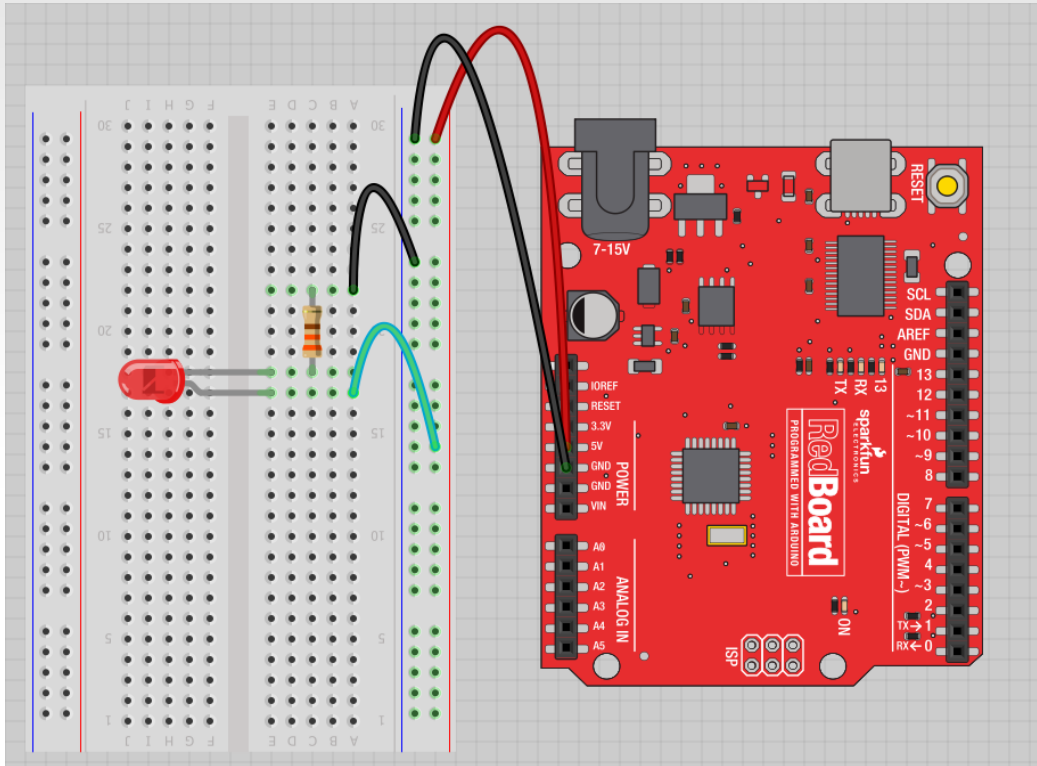 J I H G F E D C B A
30 30
25 25
20 20
15 15
10 10
5 5
1 1
J I H G F E D C B A
7-15V
RESET
SCL
SDA
AREF
GND
13
12
~11
~10
~9
8
7
~6
~5
4
~3
2
TX→1
RX←0
DIGITAL (PWM~)
IOREF
RESET
3.3V
5V
GND
GND
VIN
POWER
A0
A1
A2
A3
A4
A5
ANALOG IN
TX
RX
13
sparkfun
ELECTRONICS
RedBoard
PROGRAMMED WITH ARDUINO
ON
ISP